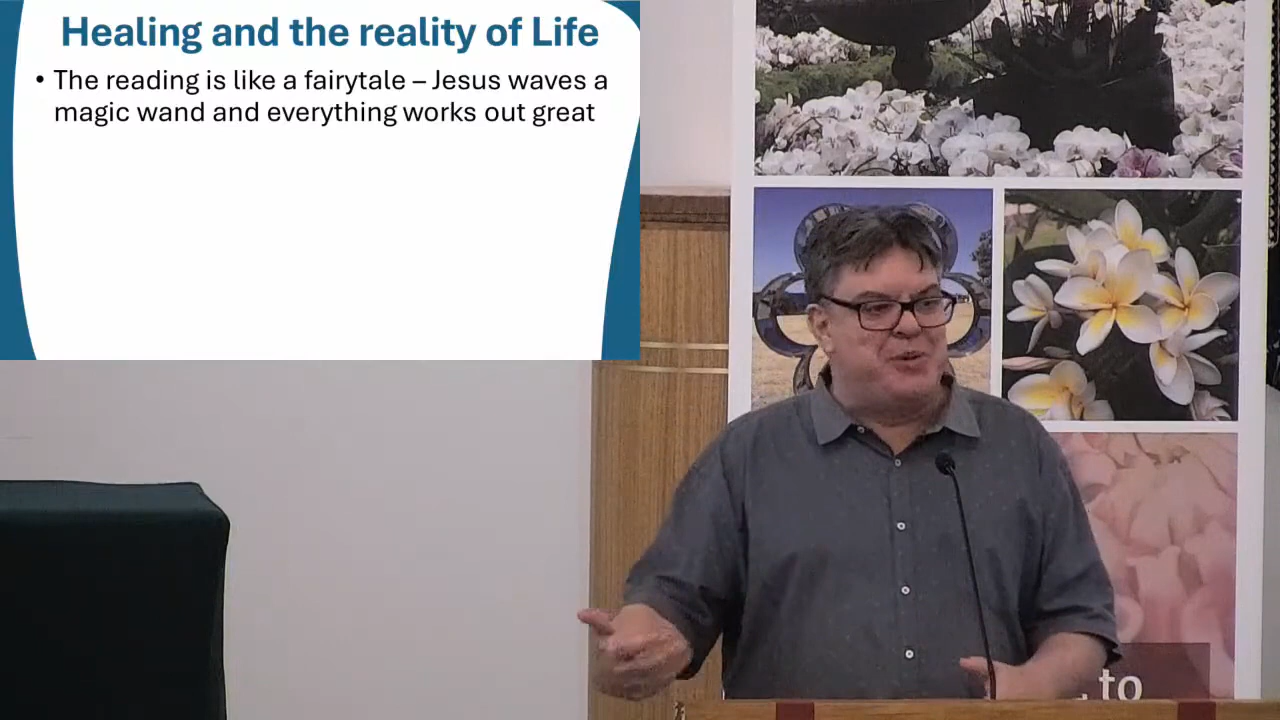 Healing and the reality of Life
• The reading is like a fairytale – Jesus waves a
magic wand and everything works out great
to